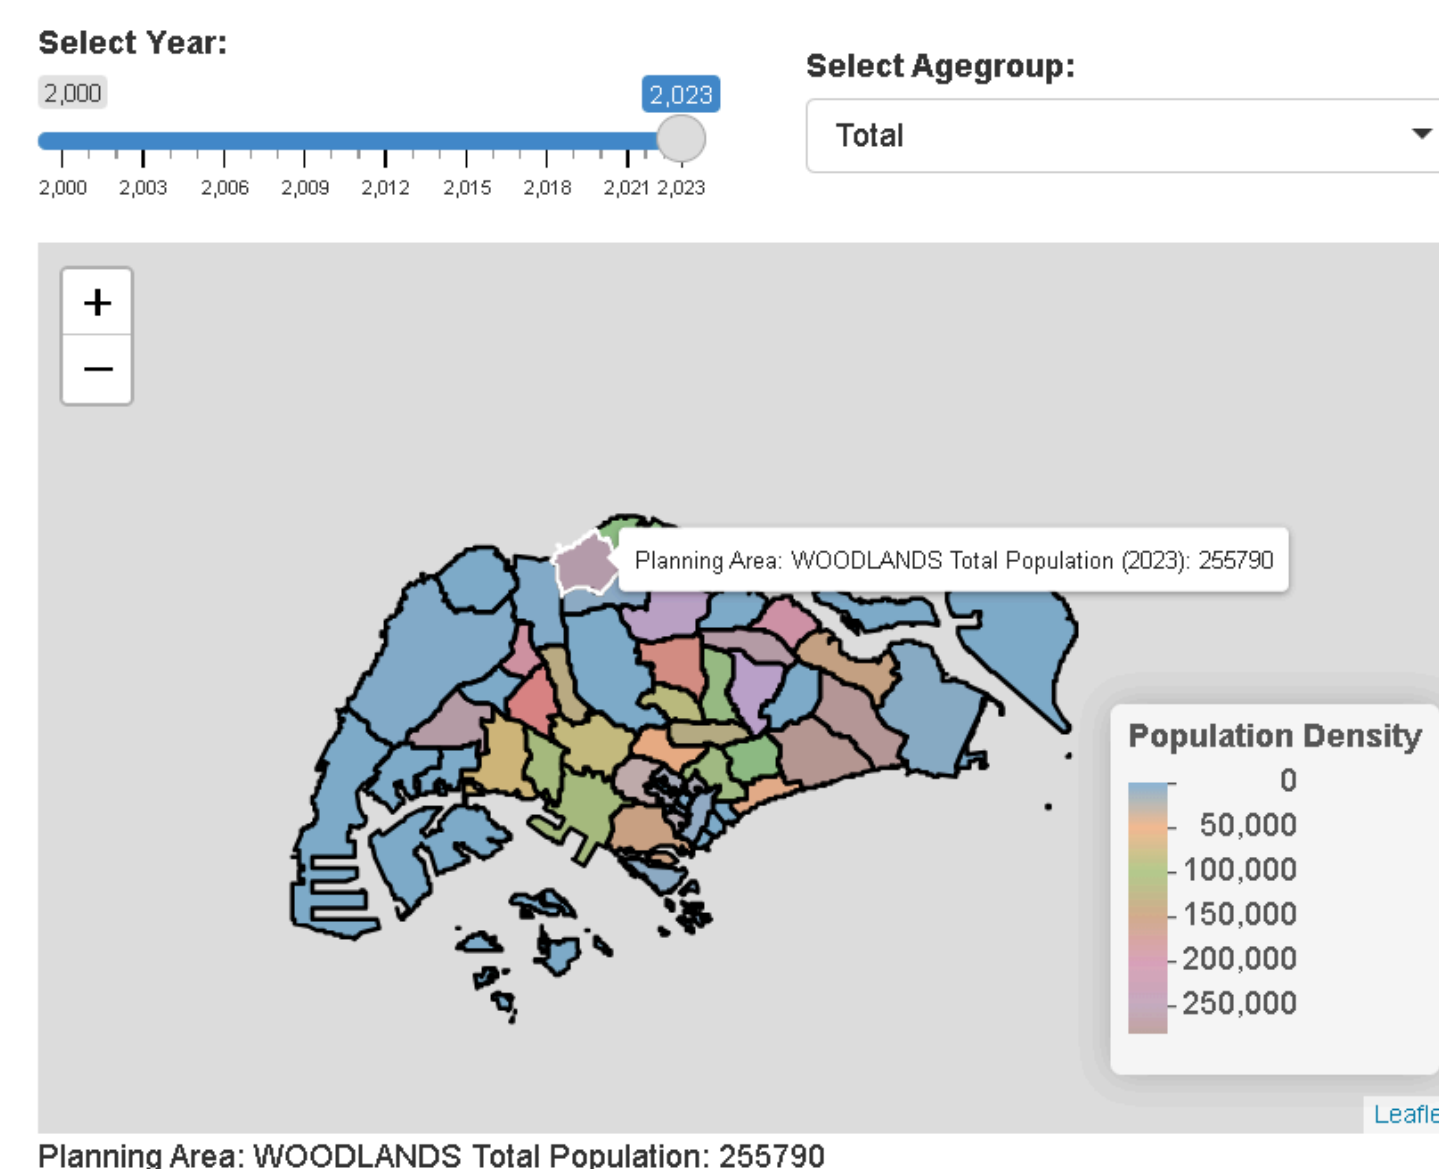 Select Year:
2,000
2,023
2,000 2,003 2,006 2,009 2,012 2,015 2,018 2,021 2,023
Select Agegroup:
Total
+
−
Planning Area: WOODLANDS Total Population (2023): 255790
Population Density
0
50,000
100,000
150,000
200,000
250,000
Leafle
Planning Area: WOODLANDS Total Population: 255790